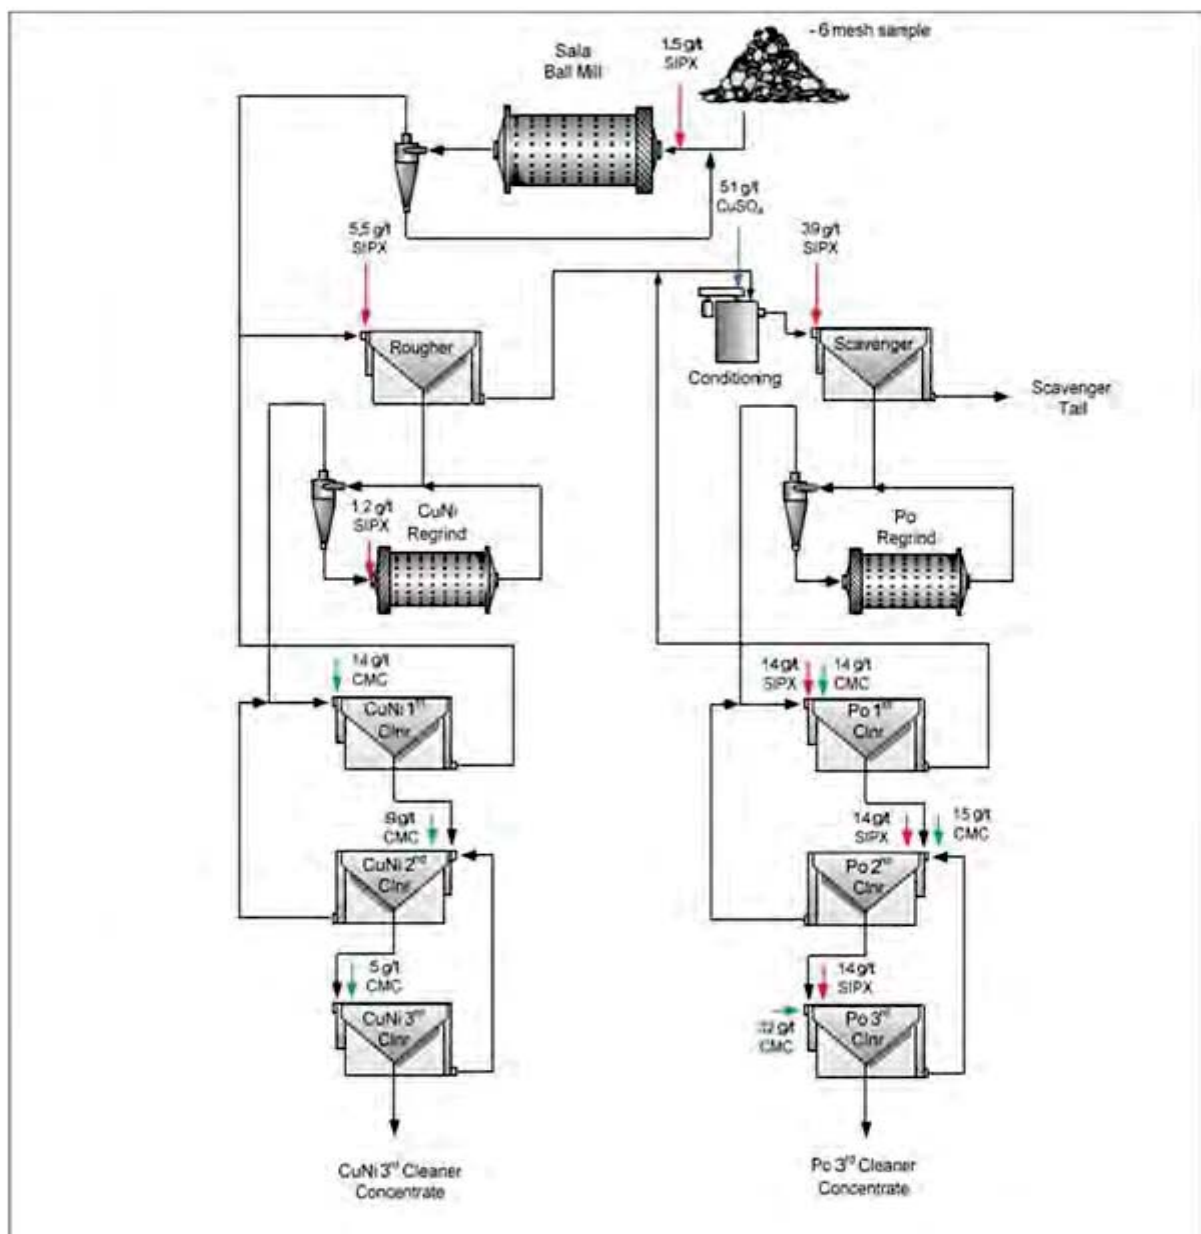 - 6 mesh sample
1.5 g/t
SIPX
Sala
Ball Mill
51 g/t
CuSO₄
5.5 g/t
SIPX
39 g/t
SIPX
Rougher
Scavenger
Conditioning
Scavenger
Tail
1.2 g/t
SIPX
CuNi
Regrind
Po
Regrind
14 g/t
CMC
14 g/t
SIPX
14 g/t
CMC
CuNi 1st
Clnr
Po 1st
Clnr
CMC
14 g/t
SIPX
15 g/t
CMC
CuNi 2nd
Clnr
Po 2nd
Clnr
5 g/t
CMC
14 g/t
SIPX
CuNi 3rd
Clnr
Po 3rd
Clnr
CMC
CuNi 3rd Cleaner
Concentrate
Po 3rd Cleaner
Concentrate